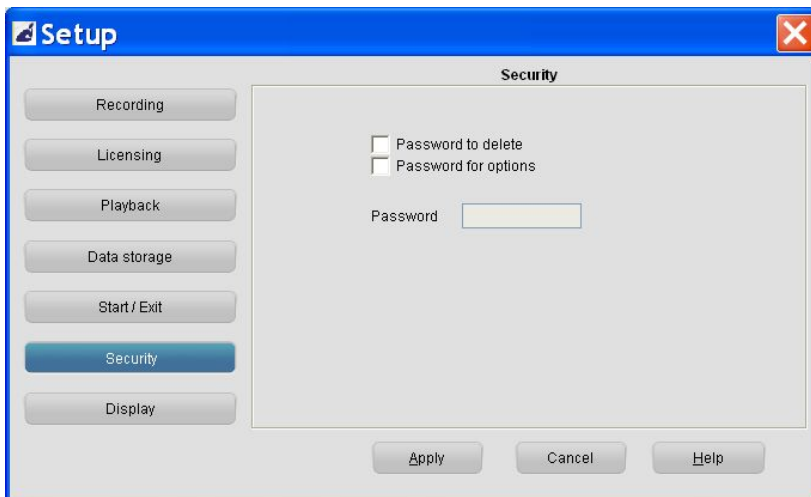 Setup
Security
Recording
Licensing
Playback
Data storage
Start / Exit
Security
Display
Password to delete
Password for options
Password
Apply
Cancel
Help